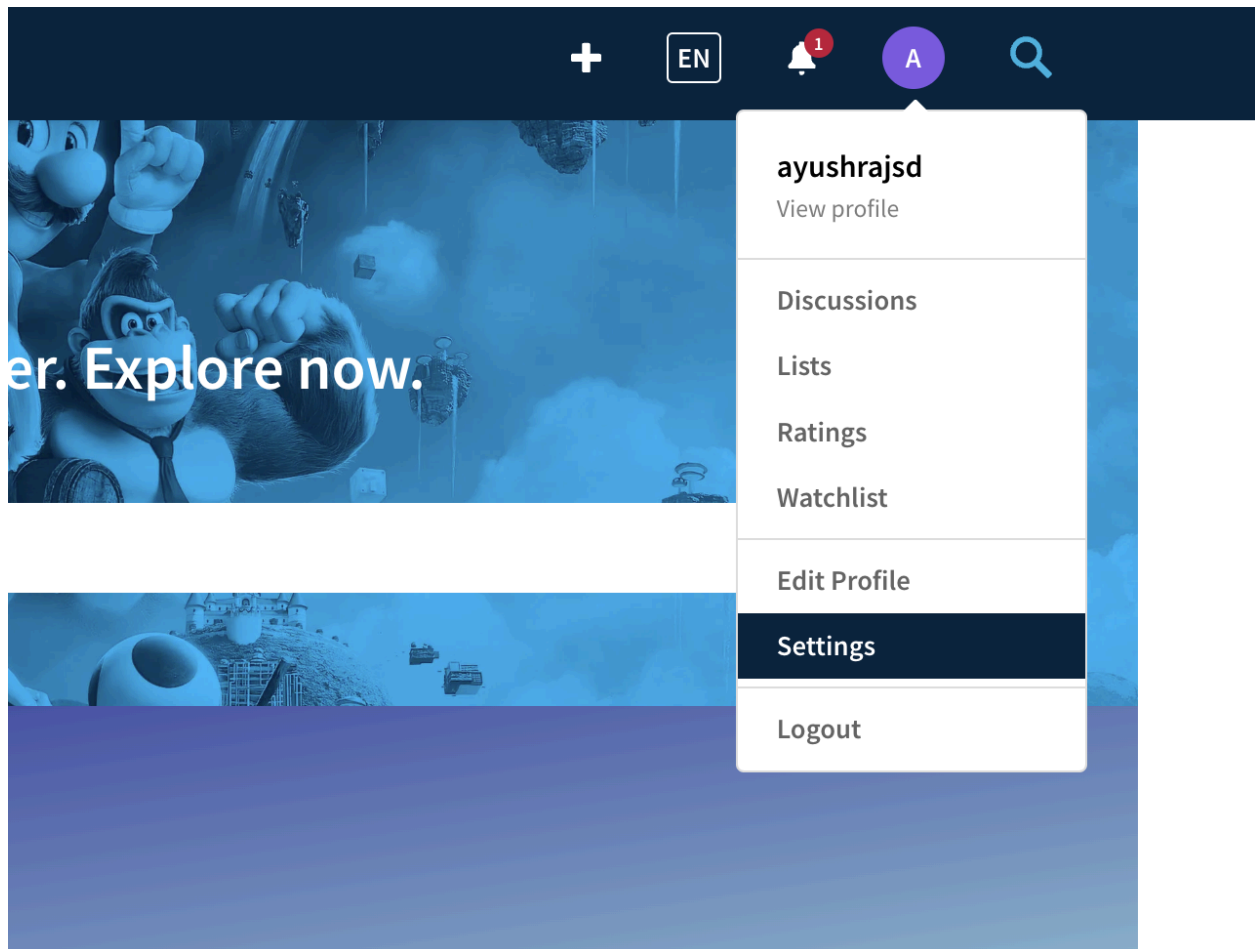 EN
1
A
ayushrajsd
View profile
Discussions
er. Explore now.
Lists
Ratings
Watchlist
Edit Profile
Settings
Logout